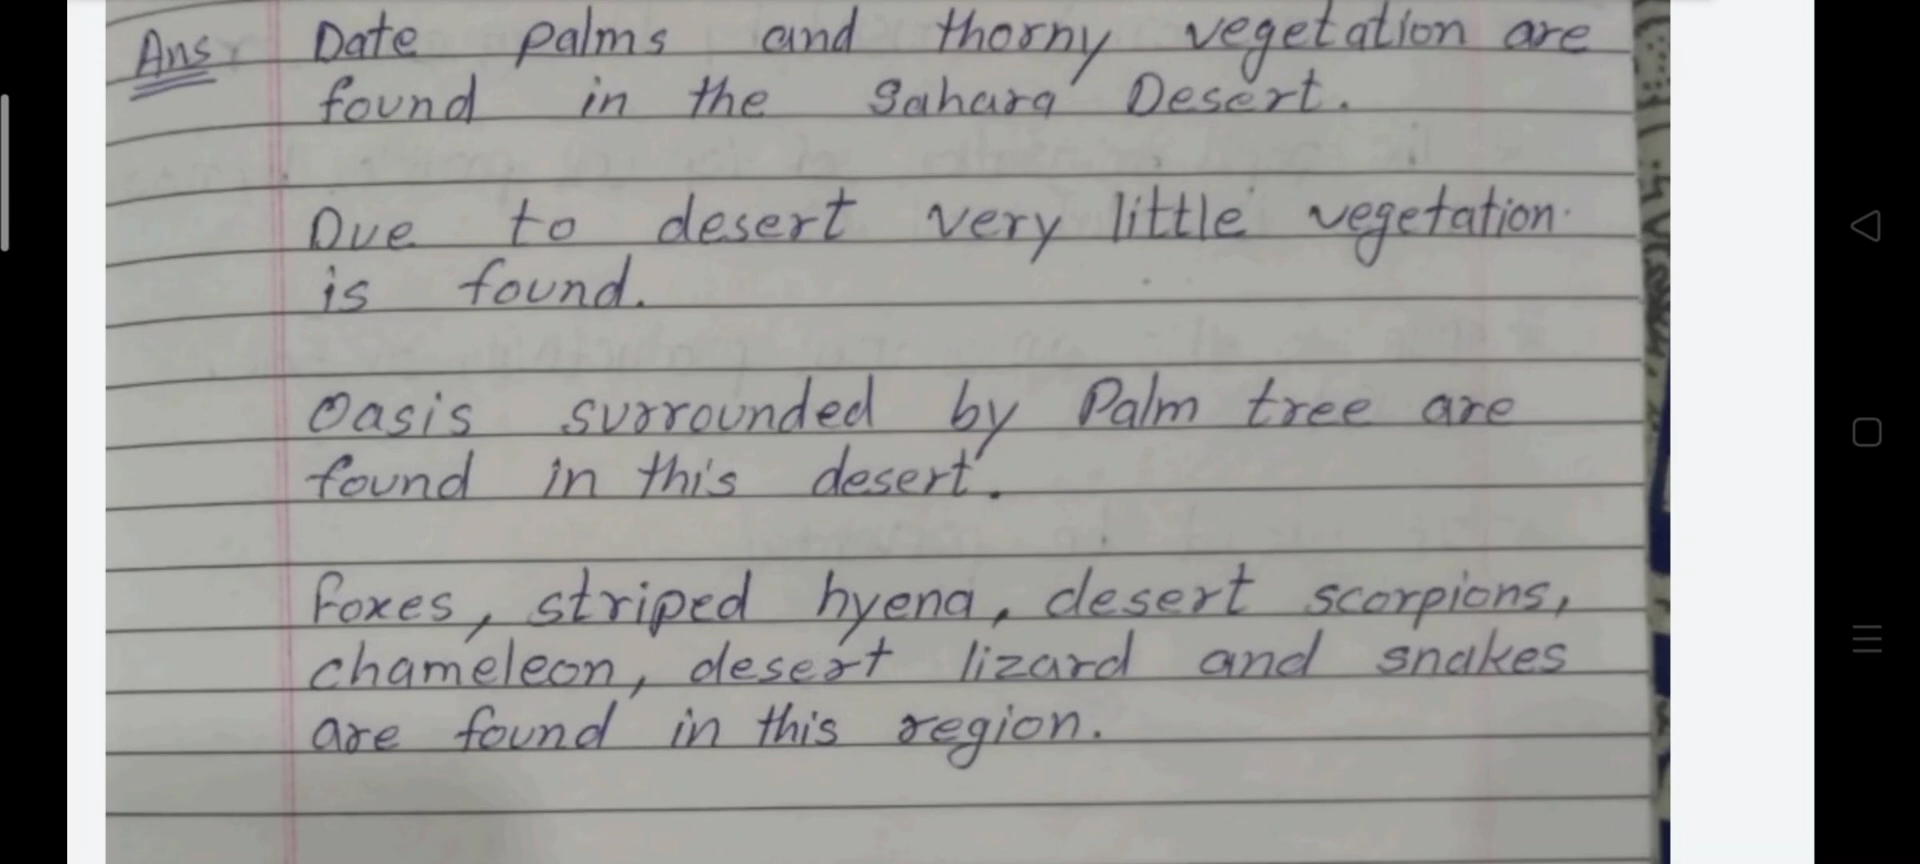 Ans: Date palms and thorny vegetation are
found in the Sahara Desert.
Due to desert very little vegetation
is found.
Oasis surrounded by Palm tree are
found in this desert.
Foxes, striped hyena, desert scorpions,
chameleon, desert lizard and snakes
are found in this region.